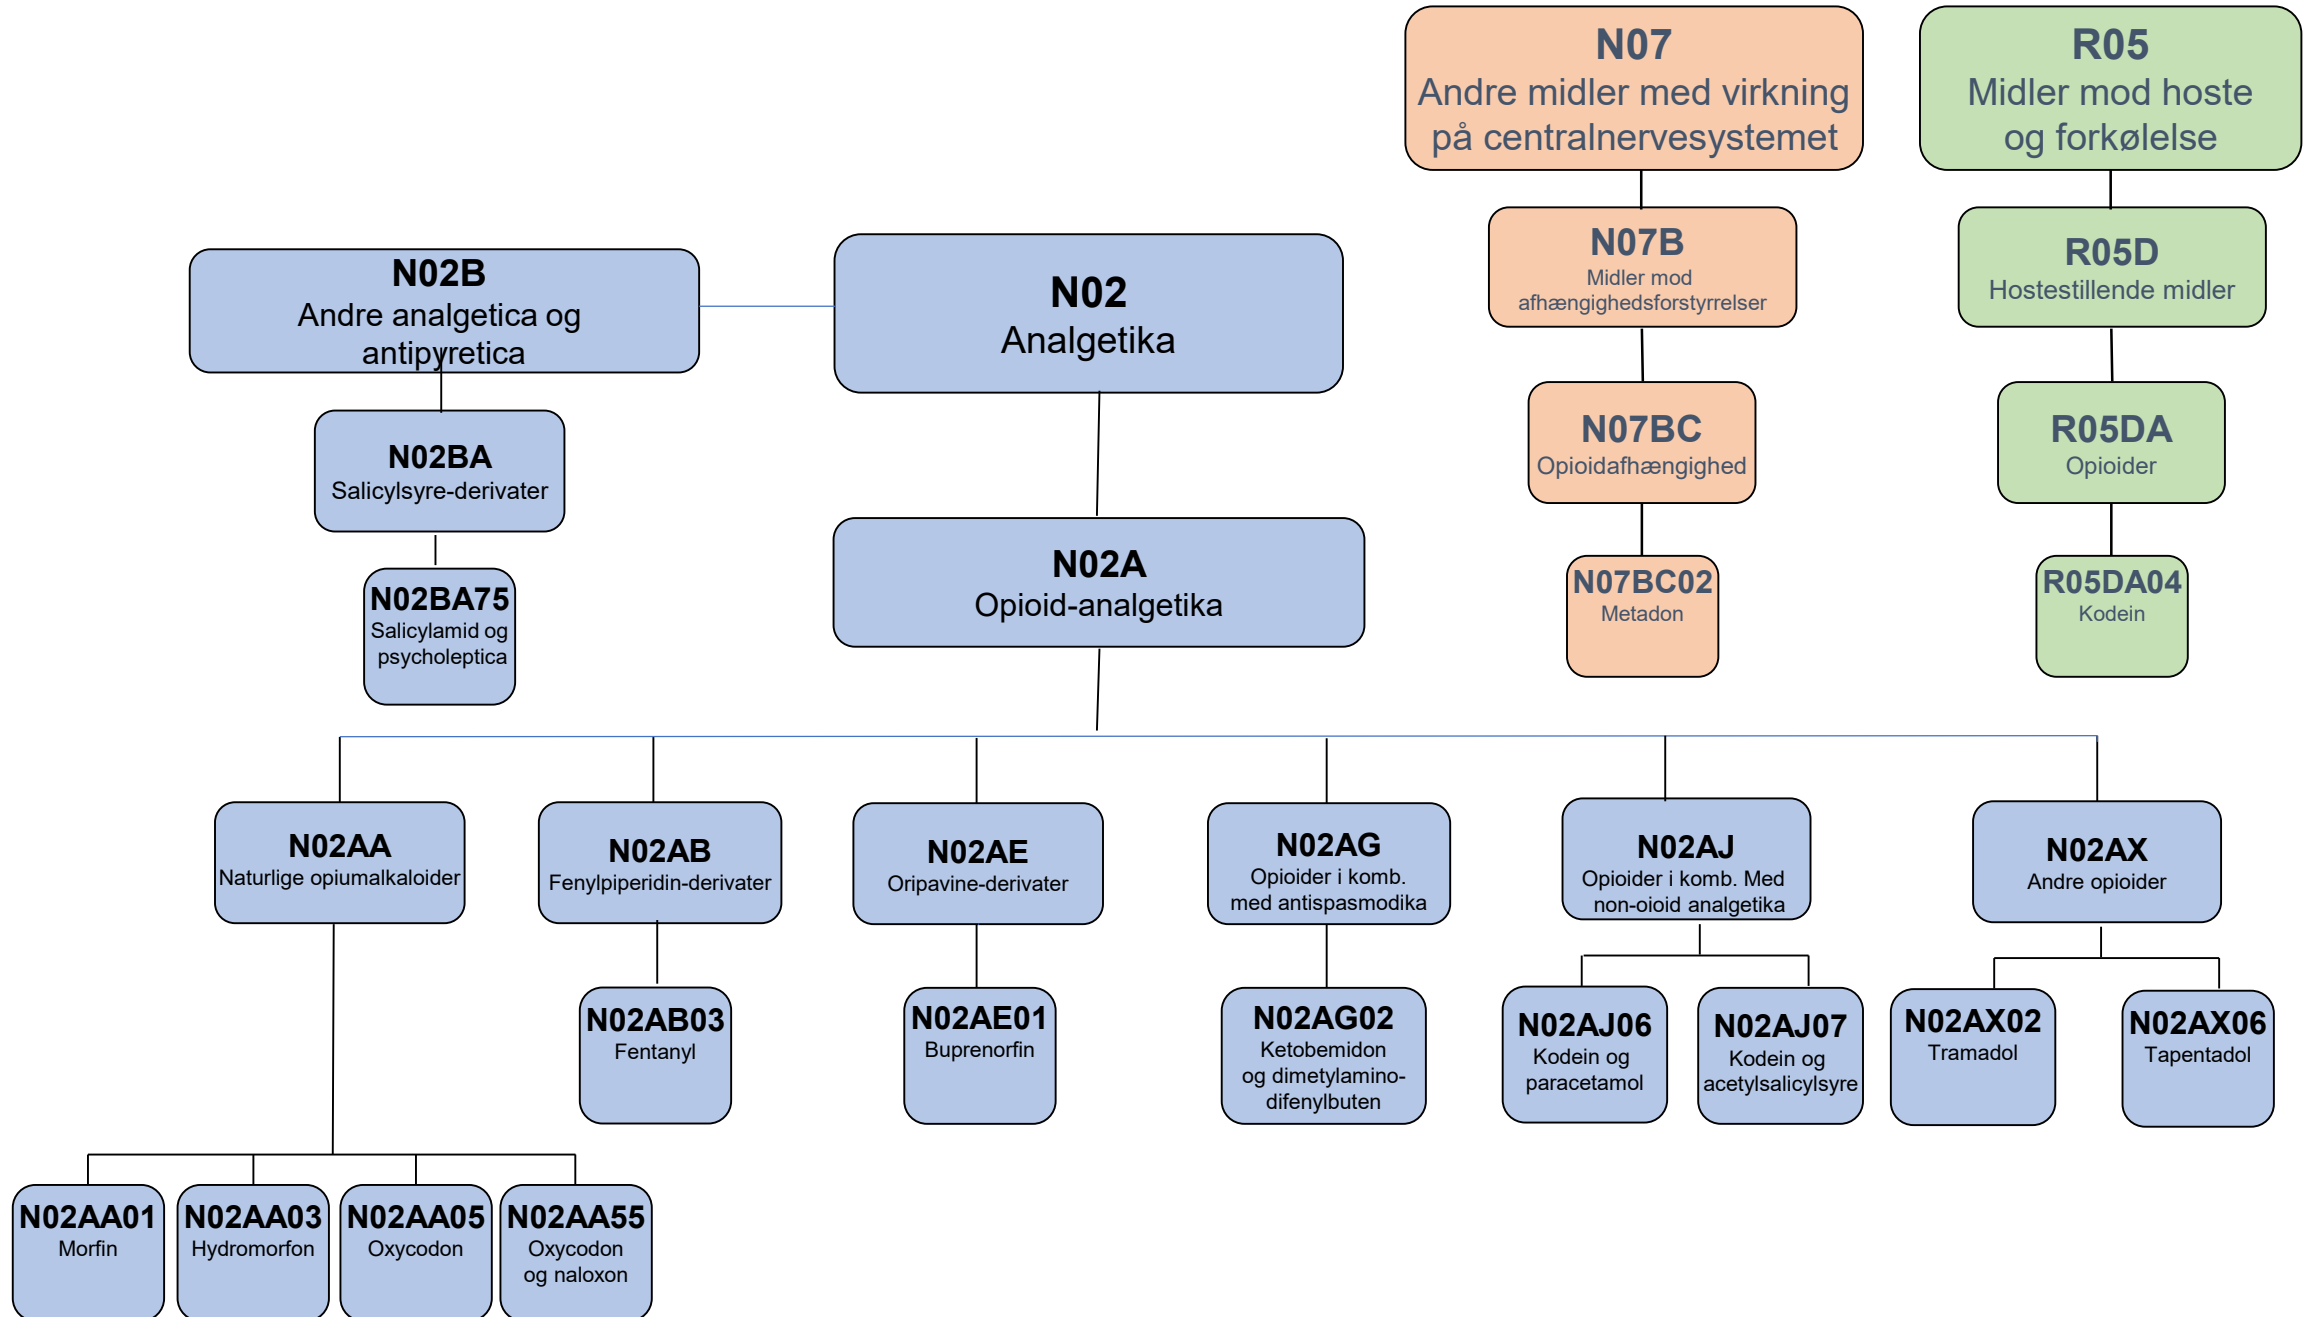 N07
Andre midler med virkning
på centralnervesystemet
R05
Midler mod hoste
og forkølelse
N07B
Midler mod
afhængighedsforstyrrelser
R05D
Hostestillende midler
N02B
Andre analgetica og
antipyretica
N02
Analgetika
N02BA
Salicylsyre-derivater
N07BC
Opioidafhængighed
R05DA
Opioider
N02A
Opioid-analgetika
N02BA75
Salicylamid og
psycholeptica
N07BC02
Metadon
R05DA04
Kodein
N02AA
Naturlige opiumalkaloider
N02AB
Fenylpiperidin-derivater
N02AE
Oripavine-derivater
N02AG
Opioider i komb.
med antispasmodika
N02AJ
Opioider i komb. Med
non-oioid analgetika
N02AX
Andre opioider
N02AB03
Fentanyl
N02AE01
Buprenorfin
N02AG02
Ketobemidon
og dimetylamino-
difenylbuten
N02AJ06
Kodein og
paracetamol
N02AJ07
Kodein og
acetylsalicylsyre
N02AX02
Tramadol
N02AX06
Tapentadol
N02AA01
Morfin
N02AA03
Hydromorfon
N02AA05
Oxycodon
N02AA55
Oxycodon
og naloxon